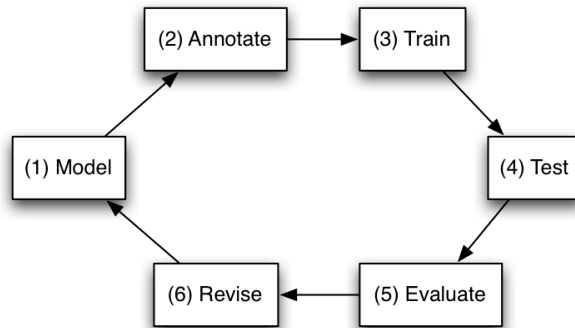 (1) Model
(2) Annotate
(3) Train
(4) Test
(5) Evaluate
(6) Revise